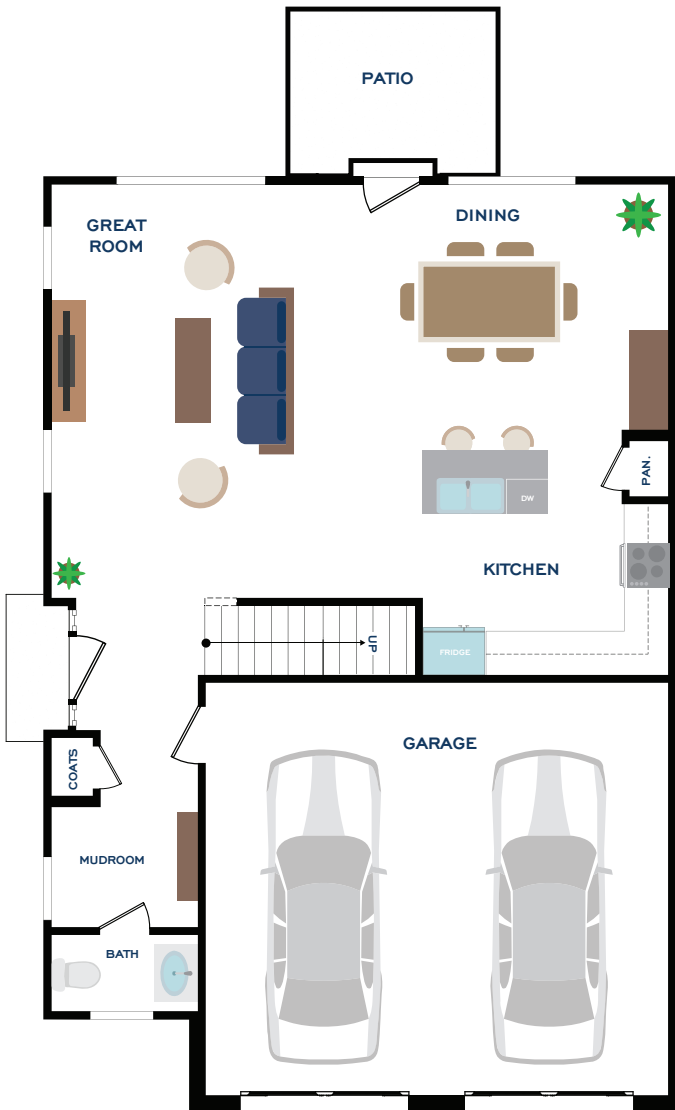 PATIO
GREAT
ROOM
DINING
PAN.
DW
KITCHEN
UP
FRIDGE
GARAGE
COATS
MUDROOM
BATH